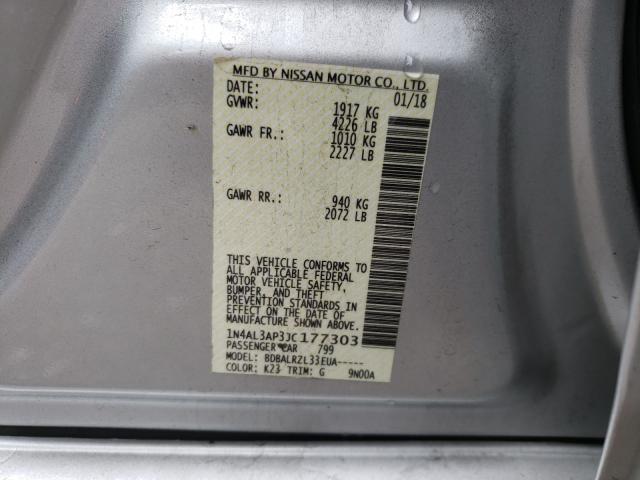 MFD BY NISSAN MOTOR CO., LTD.
DATE: 01/18
GVWR: 1917 KG
4226 LB
GAWR FR.: 1010 KG
2227 LB
GAWR RR.: 940 KG
2072 LB
THIS VEHICLE CONFORMS TO
ALL APPLICABLE FEDERAL
MOTOR VEHICLE SAFETY,
BUMPER, AND THEFT
PREVENTION STANDARDS IN
EFFECT ON THE DATE OF
MANUFACTURE SHOWN ABOVE.
1N4AL3AP3JC177303
PASSENGER CAR 799
MODEL: BDBALRZL33EUA-----
COLOR: K23 TRIM: G 9N00A